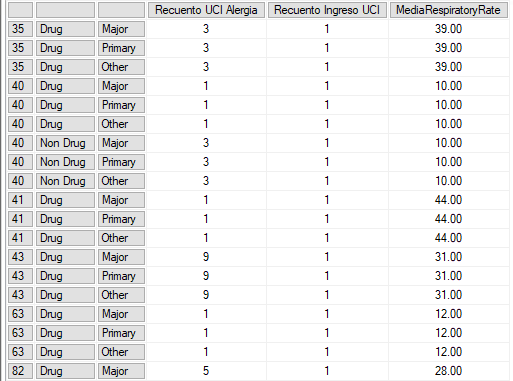 Recuento UCI Alergia Recuento Ingreso UCI MediaRespiratoryRate
35 Drug Major 3 1 39.00
35 Drug Primary 3 1 39.00
35 Drug Other 3 1 39.00
40 Drug Major 1 1 10.00
40 Drug Primary 1 1 10.00
40 Drug Other 1 1 10.00
40 Non Drug Major 3 1 10.00
40 Non Drug Primary 3 1 10.00
40 Non Drug Other 3 1 10.00
41 Drug Major 1 1 44.00
41 Drug Primary 1 1 44.00
41 Drug Other 1 1 44.00
43 Drug Major 9 1 31.00
43 Drug Primary 9 1 31.00
43 Drug Other 9 1 31.00
63 Drug Major 1 1 12.00
63 Drug Primary 1 1 12.00
63 Drug Other 1 1 12.00
82 Drug Major 5 1 28.00